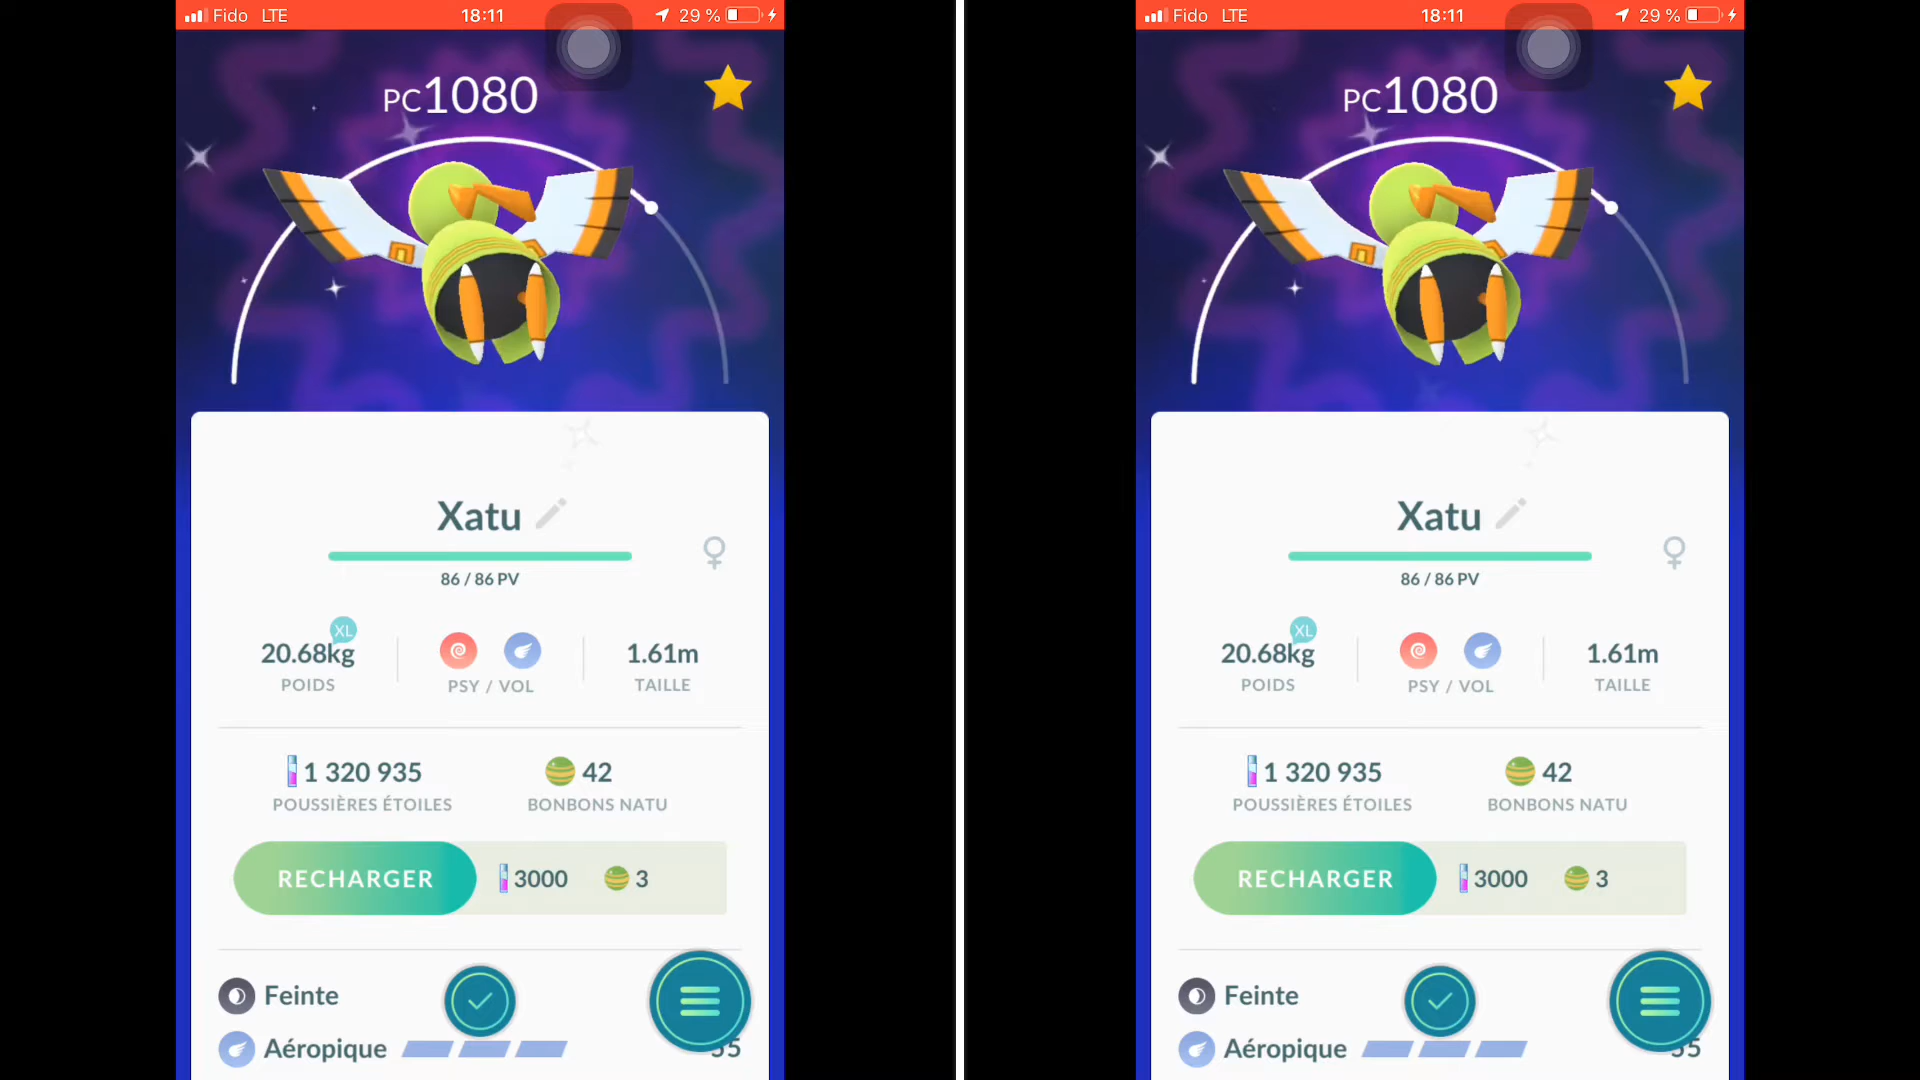 Fido LTE 18:11 29 %
PC1080
Xatu
86 / 86 PV
XL
20.68kg 1.61m
POIDS PSY / VOL TAILLE
1 320 935 42
POUSSIÈRES ÉTOILES BONBONS NATU
RECHARGER 3000 3
Feinte
Aéropique 55
Fido LTE 18:11 29 %
PC1080
Xatu
86 / 86 PV
XL
20.68kg 1.61m
POIDS PSY / VOL TAILLE
1 320 935 42
POUSSIÈRES ÉTOILES BONBONS NATU
RECHARGER 3000 3
Feinte
Aéropique 55